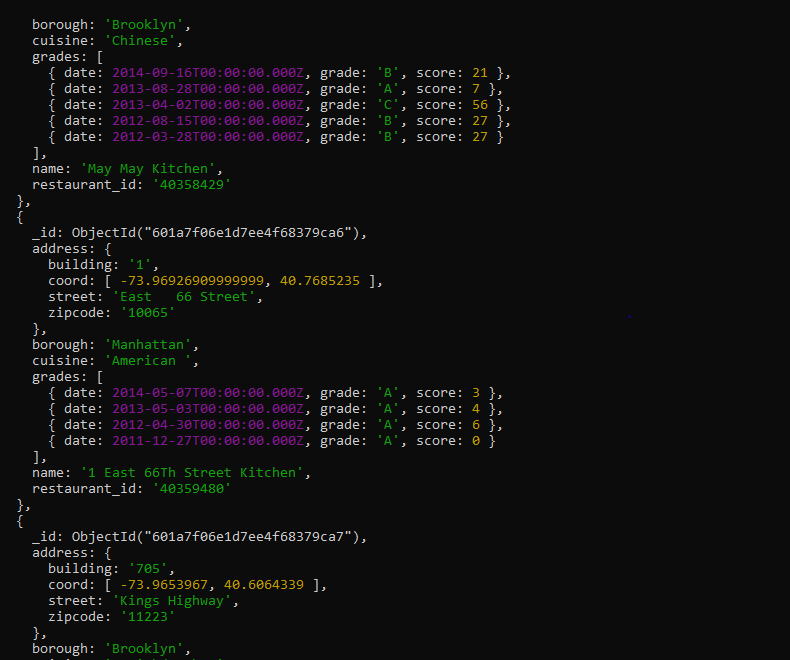 borough: 'Brooklyn',
cuisine: 'Chinese',
grades: [
{ date: 2014-09-16T00:00:00.000Z, grade: 'B', score: 21 },
{ date: 2013-08-28T00:00:00.000Z, grade: 'A', score: 7 },
{ date: 2013-04-02T00:00:00.000Z, grade: 'C', score: 56 },
{ date: 2012-08-15T00:00:00.000Z, grade: 'B', score: 27 },
{ date: 2012-03-28T00:00:00.000Z, grade: 'B', score: 27 }
],
name: 'May May Kitchen',
restaurant_id: '40358429'
},
{
_id: ObjectId("601a7f06e1d7ee4f68379ca6"),
address: {
building: '1',
coord: [ -73.96926909999999, 40.7685235 ],
street: 'East   66 Street',
zipcode: '10065'
},
borough: 'Manhattan',
cuisine: 'American ',
grades: [
{ date: 2014-05-07T00:00:00.000Z, grade: 'A', score: 3 },
{ date: 2013-05-03T00:00:00.000Z, grade: 'A', score: 4 },
{ date: 2012-04-30T00:00:00.000Z, grade: 'A', score: 6 },
{ date: 2011-12-27T00:00:00.000Z, grade: 'A', score: 0 }
],
name: '1 East 66Th Street Kitchen',
restaurant_id: '40359480'
},
{
_id: ObjectId("601a7f06e1d7ee4f68379ca7"),
address: {
building: '705',
coord: [ -73.9653967, 40.6064339 ],
street: 'Kings Highway',
zipcode: '11223'
},
borough: 'Brooklyn',